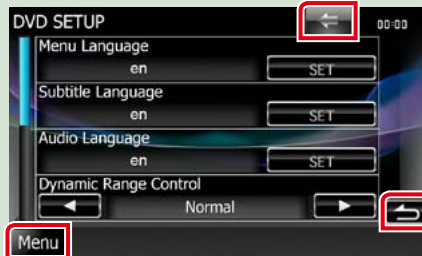 DVD SETUP 00:00
Menu Language
en SET
Subtitle Language
en SET
Audio Language
en SET
Dynamic Range Control
Normal
Menu